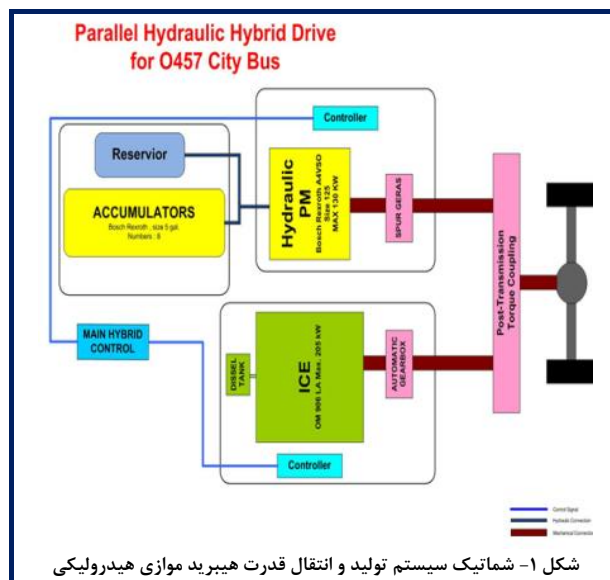 Parallel Hydraulic Hybrid Drive
for O457 City Bus
Controller
Reservior
ACCUMULATORS
Bosch Rexroth , size 5 gal.
Numbers : 8
Hydraulic
PM
Bosch Rexroth A4VSO
Size 125
MAX 130 KW
SPUR GERAS
Post-Transmission
Torque Coupling
MAIN HYBRID
CONTROL
DISSEL
TANK
ICE
OM 906 LA Max. 205 kW
AUTOMATIC
GEARBOX
Controller
Control Signal
Hydraulic Connection
Mechanical Connectio
شکل ۱- شماتیک سیستم تولید و انتقال قدرت هیبرید موازی هیدرولیکی